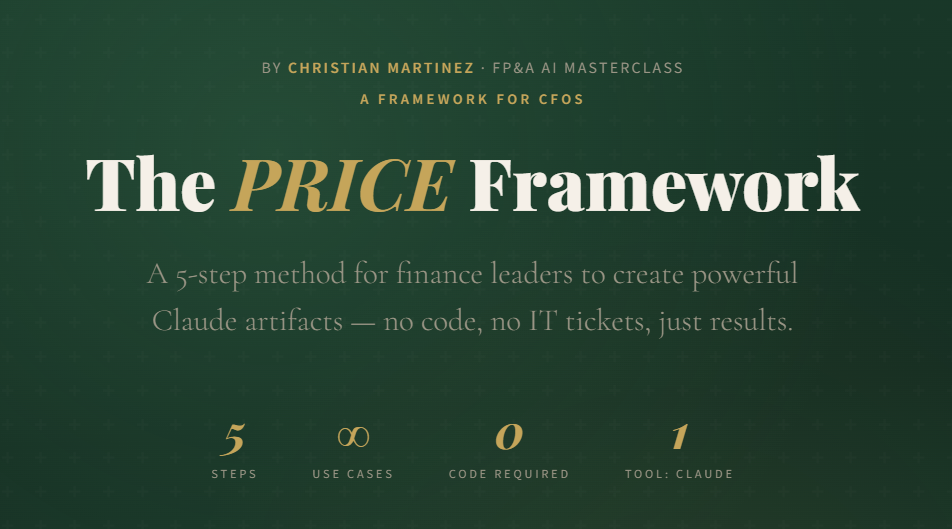 BY CHRISTIAN MARTINEZ · FP&A AI MASTERCLASS
A FRAMEWORK FOR CFOS
The PRICE Framework
A 5-step method for finance leaders to create powerful
Claude artifacts — no code, no IT tickets, just results.
5 ∞ 0 1
STEPS USE CASES CODE REQUIRED TOOL: CLAUDE